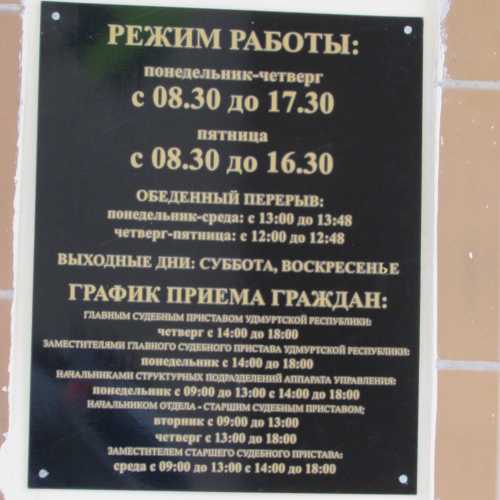 РЕЖИМ РАБОТЫ:
понедельник-четверг
с 08.30 до 17.30
пятница
с 08.30 до 16.30
ОБЕДЕННЫЙ ПЕРЕРЫВ:
понедельник-среда: с 13:00 до 13:48
четверг-пятница: с 12:00 до 12:48
ВЫХОДНЫЕ ДНИ: СУББОТА, ВОСКРЕСЕНЬЕ
ГРАФИК ПРИЕМА ГРАЖДАН:
ГЛАВНЫМ СУДЕБНЫМ ПРИСТАВОМ УДМУРТСКОЙ РЕСПУБЛИКИ:
четверг с 14:00 до 18:00
ЗАМЕСТИТЕЛЯМИ ГЛАВНОГО СУДЕБНОГО ПРИСТАВА УДМУРТСКОЙ РЕСПУБЛИКИ:
понедельник с 14:00 до 18:00
НАЧАЛЬНИКАМИ СТРУКТУРНЫХ ПОДРАЗДЕЛЕНИЙ АППАРАТА УПРАВЛЕНИЯ:
понедельник с 09:00 до 13:00 с 14:00 до 18:00
НАЧАЛЬНИКОМ ОТДЕЛА - СТАРШИМ СУДЕБНЫМ ПРИСТАВОМ:
вторник с 09:00 до 13:00
четверг с 13:00 до 18:00
ЗАМЕСТИТЕЛЕМ СТАРШЕГО СУДЕБНОГО ПРИСТАВА:
среда с 09:00 до 13:00 с 14:00 до 18:00